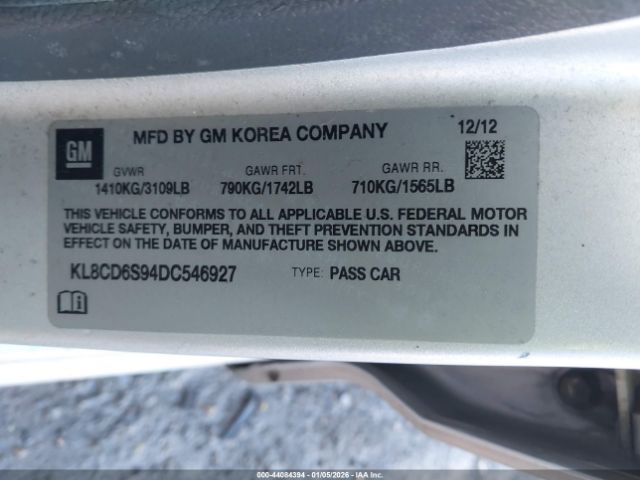 GM
MFD BY GM KOREA COMPANY 12/12
GVWR GAWR FRT. GAWR RR.
1410KG/3109LB 790KG/1742LB 710KG/1565LB
THIS VEHICLE CONFORMS TO ALL APPLICABLE U.S. FEDERAL MOTOR
VEHICLE SAFETY, BUMPER, AND THEFT PREVENTION STANDARDS IN
EFFECT ON THE DATE OF MANUFACTURE SHOWN ABOVE.
KL8CD6S94DC546927 TYPE: PASS CAR
000-44084394 - 01/05/2026 - IAA Inc.